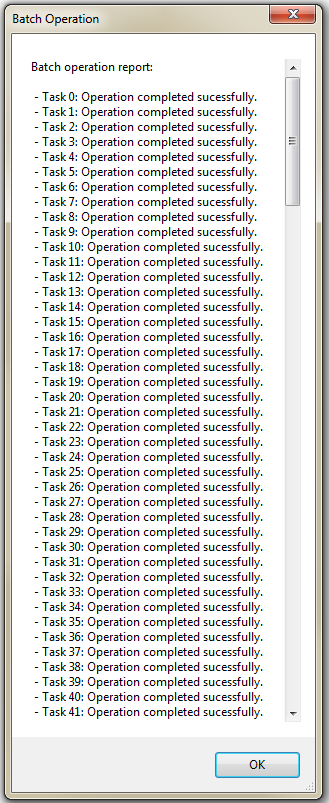 Batch Operation
Batch operation report:
- Task 0: Operation completed sucessfully.
- Task 1: Operation completed sucessfully.
- Task 2: Operation completed sucessfully.
- Task 3: Operation completed sucessfully.
- Task 4: Operation completed sucessfully.
- Task 5: Operation completed sucessfully.
- Task 6: Operation completed sucessfully.
- Task 7: Operation completed sucessfully.
- Task 8: Operation completed sucessfully.
- Task 9: Operation completed sucessfully.
- Task 10: Operation completed sucessfully.
- Task 11: Operation completed sucessfully.
- Task 12: Operation completed sucessfully.
- Task 13: Operation completed sucessfully.
- Task 14: Operation completed sucessfully.
- Task 15: Operation completed sucessfully.
- Task 16: Operation completed sucessfully.
- Task 17: Operation completed sucessfully.
- Task 18: Operation completed sucessfully.
- Task 19: Operation completed sucessfully.
- Task 20: Operation completed sucessfully.
- Task 21: Operation completed sucessfully.
- Task 22: Operation completed sucessfully.
- Task 23: Operation completed sucessfully.
- Task 24: Operation completed sucessfully.
- Task 25: Operation completed sucessfully.
- Task 26: Operation completed sucessfully.
- Task 27: Operation completed sucessfully.
- Task 28: Operation completed sucessfully.
- Task 29: Operation completed sucessfully.
- Task 30: Operation completed sucessfully.
- Task 31: Operation completed sucessfully.
- Task 32: Operation completed sucessfully.
- Task 33: Operation completed sucessfully.
- Task 34: Operation completed sucessfully.
- Task 35: Operation completed sucessfully.
- Task 36: Operation completed sucessfully.
- Task 37: Operation completed sucessfully.
- Task 38: Operation completed sucessfully.
- Task 39: Operation completed sucessfully.
- Task 40: Operation completed sucessfully.
- Task 41: Operation completed sucessfully.
OK